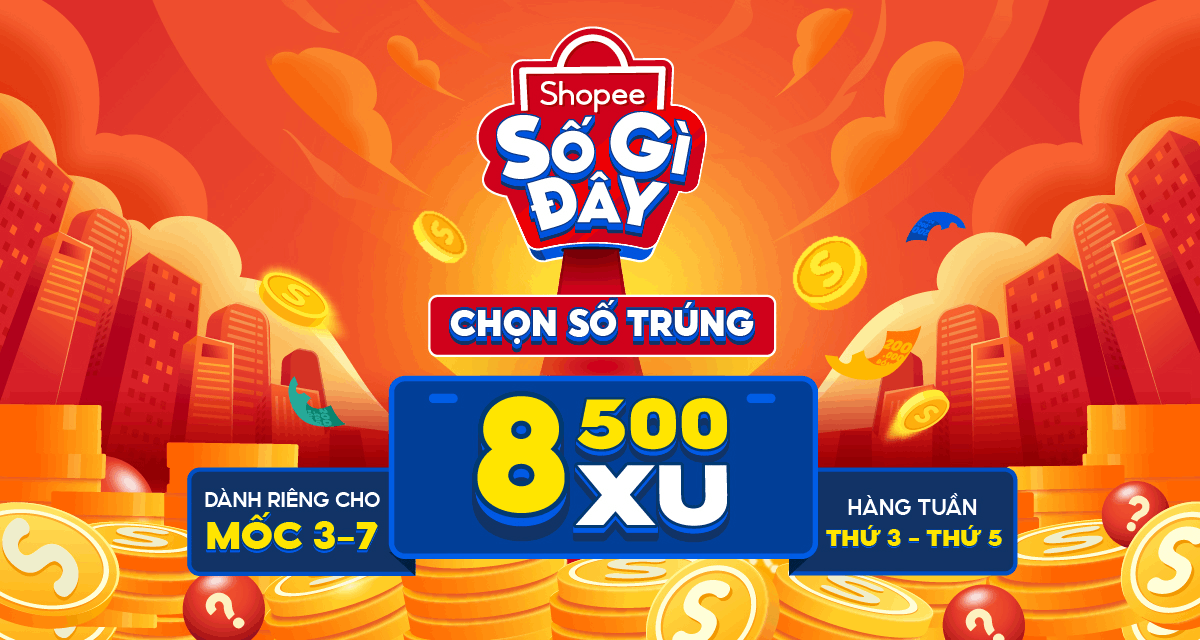 Shopee
SỐ GÌ
ĐÂY
CHỌN SỐ TRÚNG
8 500
XU
DÀNH RIÊNG CHO
MỐC 3–7
HÀNG TUẦN
THỨ 3 - THỨ 5
S
S
S
200
S
?
S
S
?
S
S
S
?